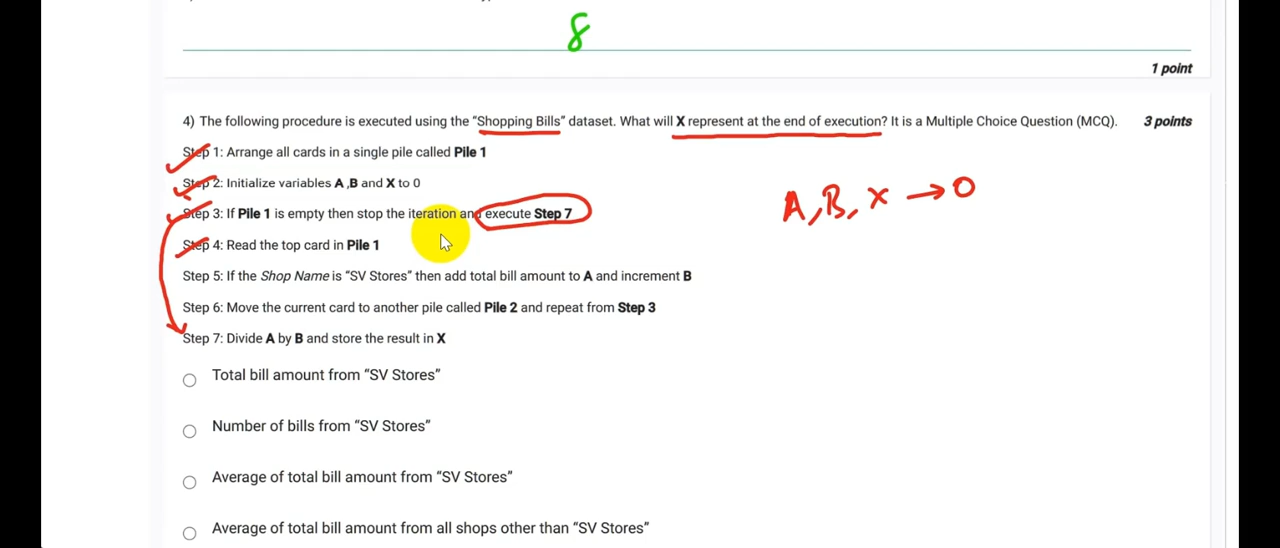 8
1 point
4) The following procedure is executed using the “Shopping Bills” dataset. What will X represent at the end of execution? It is a Multiple Choice Question (MCQ). 3 points
Step 1: Arrange all cards in a single pile called Pile 1
Step 2: Initialize variables A ,B and X to 0
A, B, X → 0
Step 3: If Pile 1 is empty then stop the iteration and execute Step 7
Step 4: Read the top card in Pile 1
Step 5: If the Shop Name is “SV Stores” then add total bill amount to A and increment B
Step 6: Move the current card to another pile called Pile 2 and repeat from Step 3
Step 7: Divide A by B and store the result in X
Total bill amount from “SV Stores”
Number of bills from “SV Stores”
Average of total bill amount from “SV Stores”
Average of total bill amount from all shops other than “SV Stores”